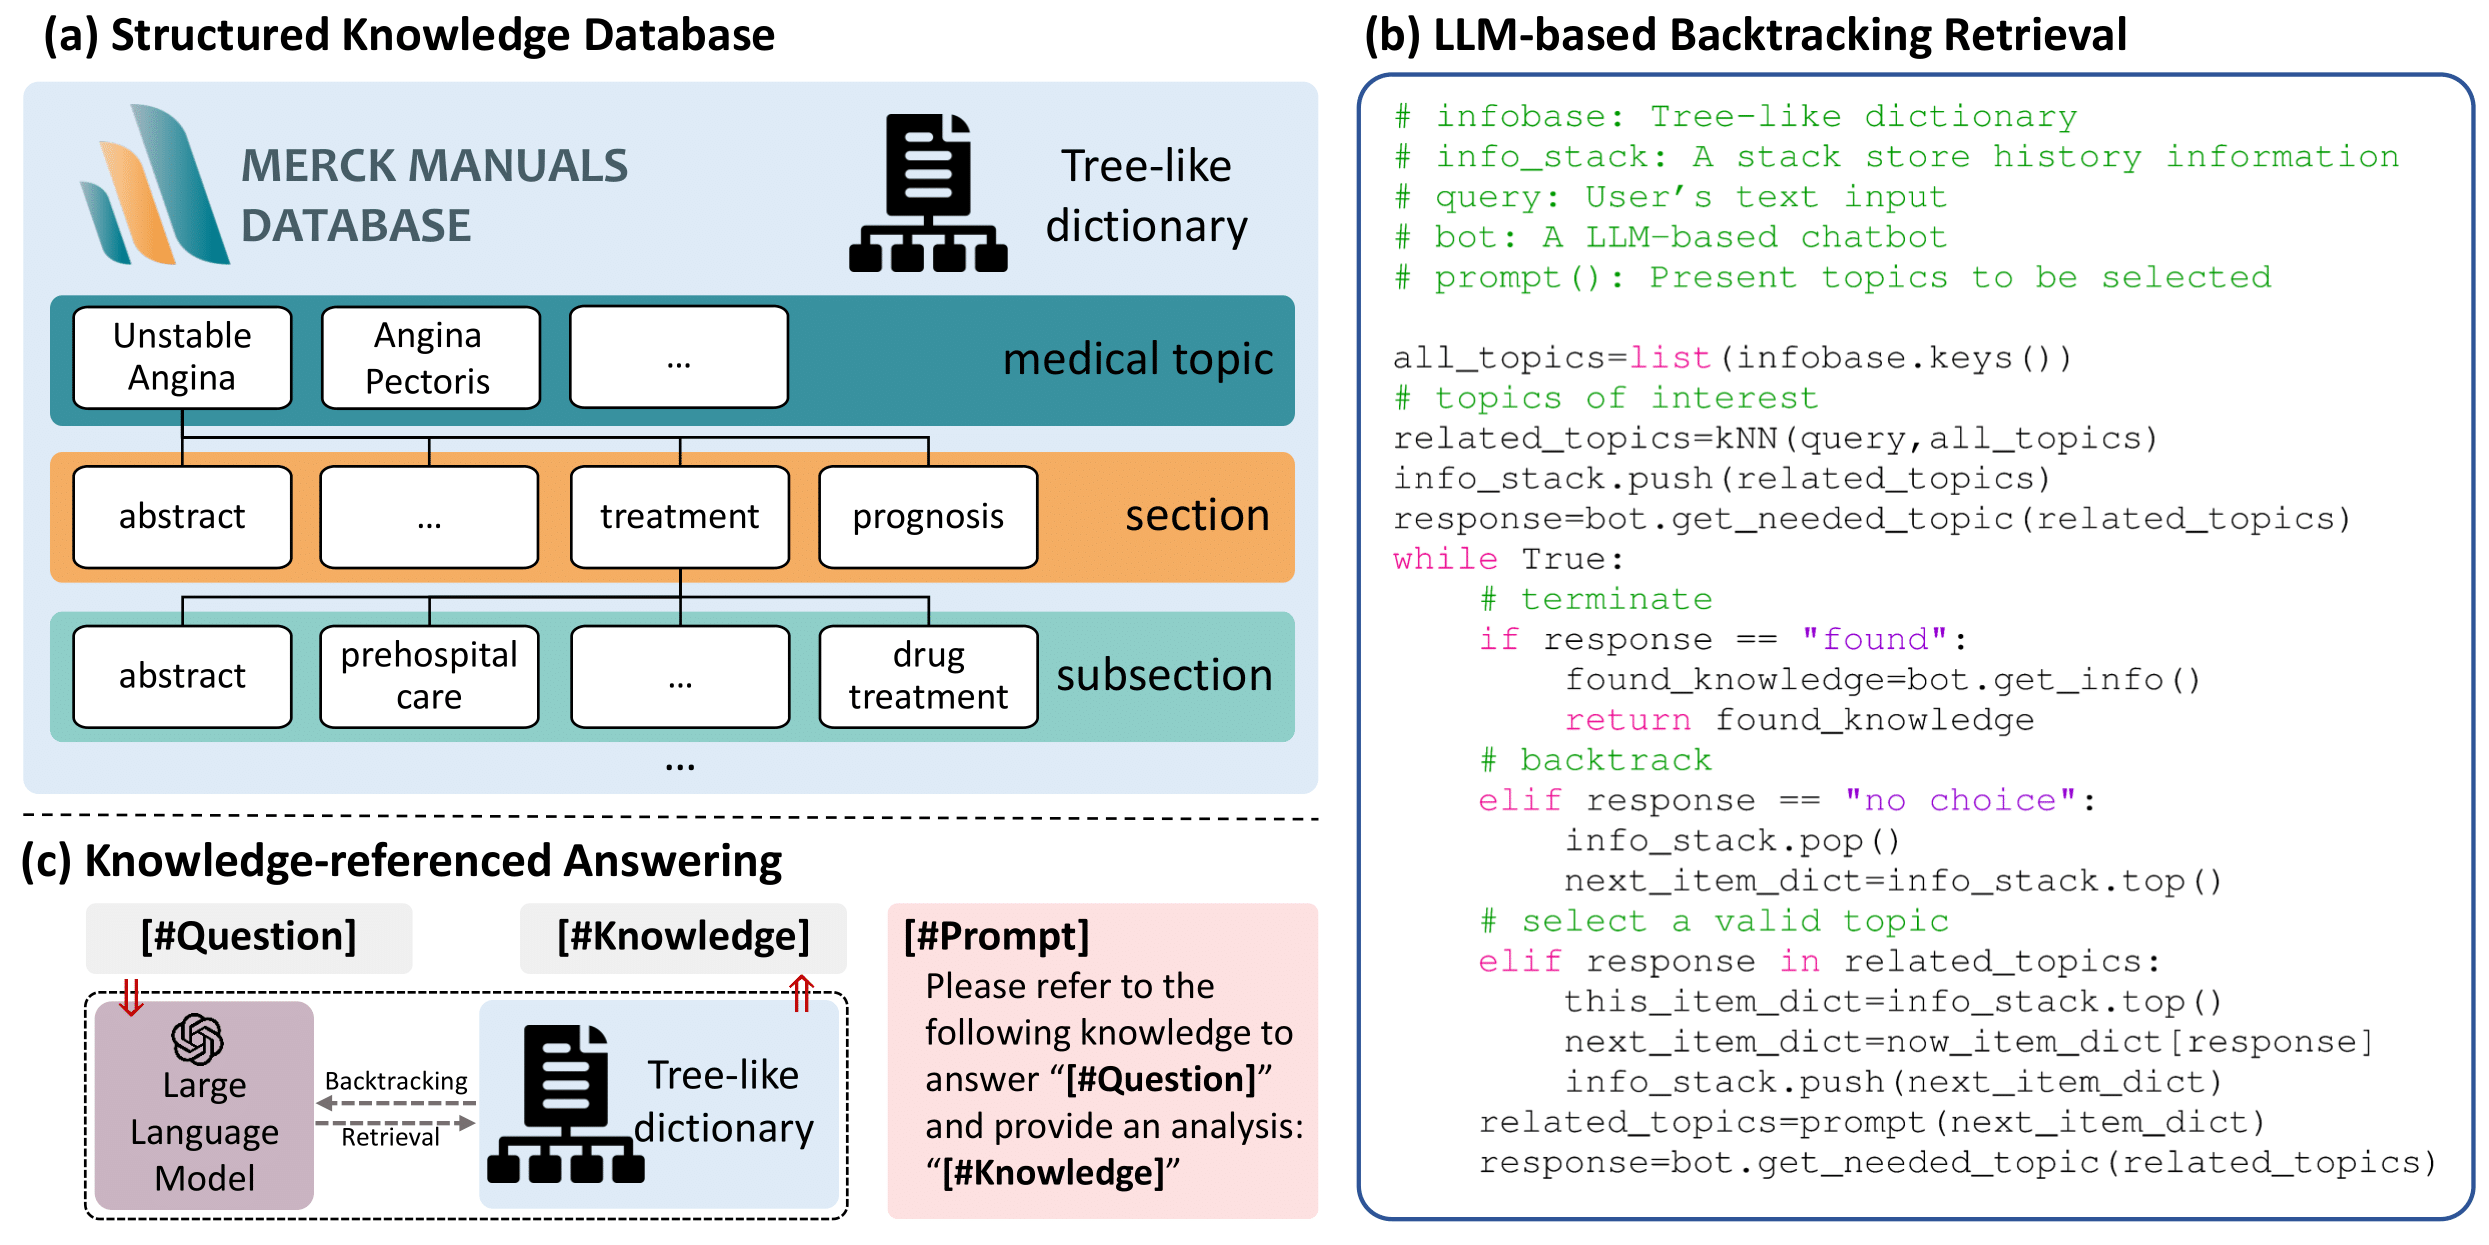 (a) Structured Knowledge Database
MERCK MANUALS
DATABASE
Tree-like
dictionary
Unstable
Angina
Angina
Pectoris
...
medical topic
abstract
...
treatment
prognosis
section
abstract
prehospital
care
...
drug
treatment
subsection
...
(c) Knowledge-referenced Answering
[#Question]
[#Knowledge]
Large
Language
Model
Backtracking
Retrieval
Tree-like
dictionary
[#Prompt]
Please refer to the
following knowledge to
answer “[#Question]”
and provide an analysis:
“[#Knowledge]”
(b) LLM-based Backtracking Retrieval
# infobase: Tree-like dictionary
# info_stack: A stack store history information
# query: User’s text input
# bot: A LLM-based chatbot
# prompt(): Present topics to be selected
all_topics=list(infobase.keys())
# topics of interest
related_topics=kNN(query,all_topics)
info_stack.push(related_topics)
response=bot.get_needed_topic(related_topics)
while True:
    # terminate
    if response == "found":
        found_knowledge=bot.get_info()
        return found_knowledge
    # backtrack
    elif response == "no choice":
        info_stack.pop()
        next_item_dict=info_stack.top()
    # select a valid topic
    elif response in related_topics:
        this_item_dict=info_stack.top()
        next_item_dict=now_item_dict[response]
        info_stack.push(next_item_dict)
    related_topics=prompt(next_item_dict)
    response=bot.get_needed_topic(related_topics)